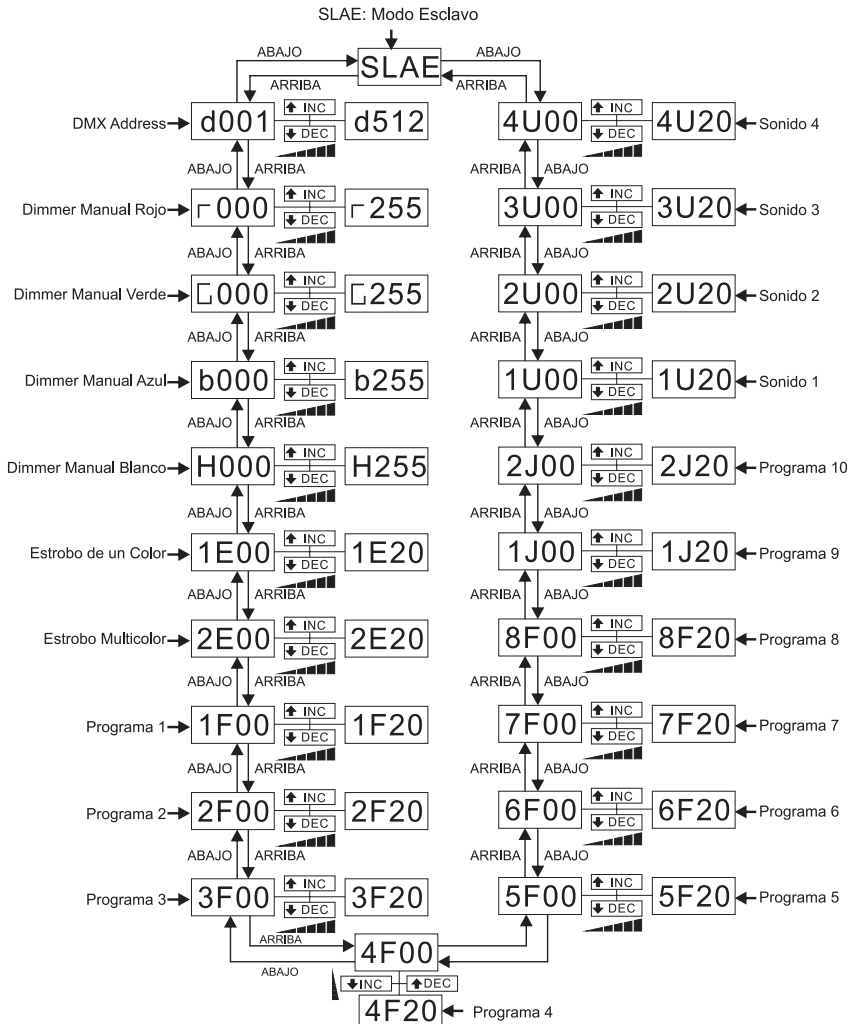 SLAE: Modo Esclavo
ABAJO SLAE ABAJO
ARRIBA ARRIBA
DMX Address d001 INC DEC d512
4U00 INC DEC 4U20 Sonido 4
ABAJO ARRIBA
ARRIBA ABAJO
Dimmer Manual Rojo r000 INC DEC r255
3U00 INC DEC 3U20 Sonido 3
ABAJO ARRIBA
ARRIBA ABAJO
Dimmer Manual Verde G000 INC DEC G255
2U00 INC DEC 2U20 Sonido 2
ABAJO ARRIBA
ARRIBA ABAJO
Dimmer Manual Azul b000 INC DEC b255
1U00 INC DEC 1U20 Sonido 1
ABAJO ARRIBA
ARRIBA ABAJO
Dimmer Manual Blanco H000 INC DEC H255
2J00 INC DEC 2J20 Programa 10
ABAJO ARRIBA
ARRIBA ABAJO
Estrobo de un Color 1E00 INC DEC 1E20
1J00 INC DEC 1J20 Programa 9
ABAJO ARRIBA
ARRIBA ABAJO
Estrobo Multicolor 2E00 INC DEC 2E20
8F00 INC DEC 8F20 Programa 8
ABAJO ARRIBA
ARRIBA ABAJO
Programa 1 1F00 INC DEC 1F20
7F00 INC DEC 7F20 Programa 7
ABAJO ARRIBA
ARRIBA ABAJO
Programa 2 2F00 INC DEC 2F20
6F00 INC DEC 6F20 Programa 6
ABAJO ARRIBA
ARRIBA ABAJO
Programa 3 3F00 INC DEC 3F20
5F00 INC DEC 5F20 Programa 5
ARRIBA
ABAJO
4F00
INC DEC
4F20 Programa 4